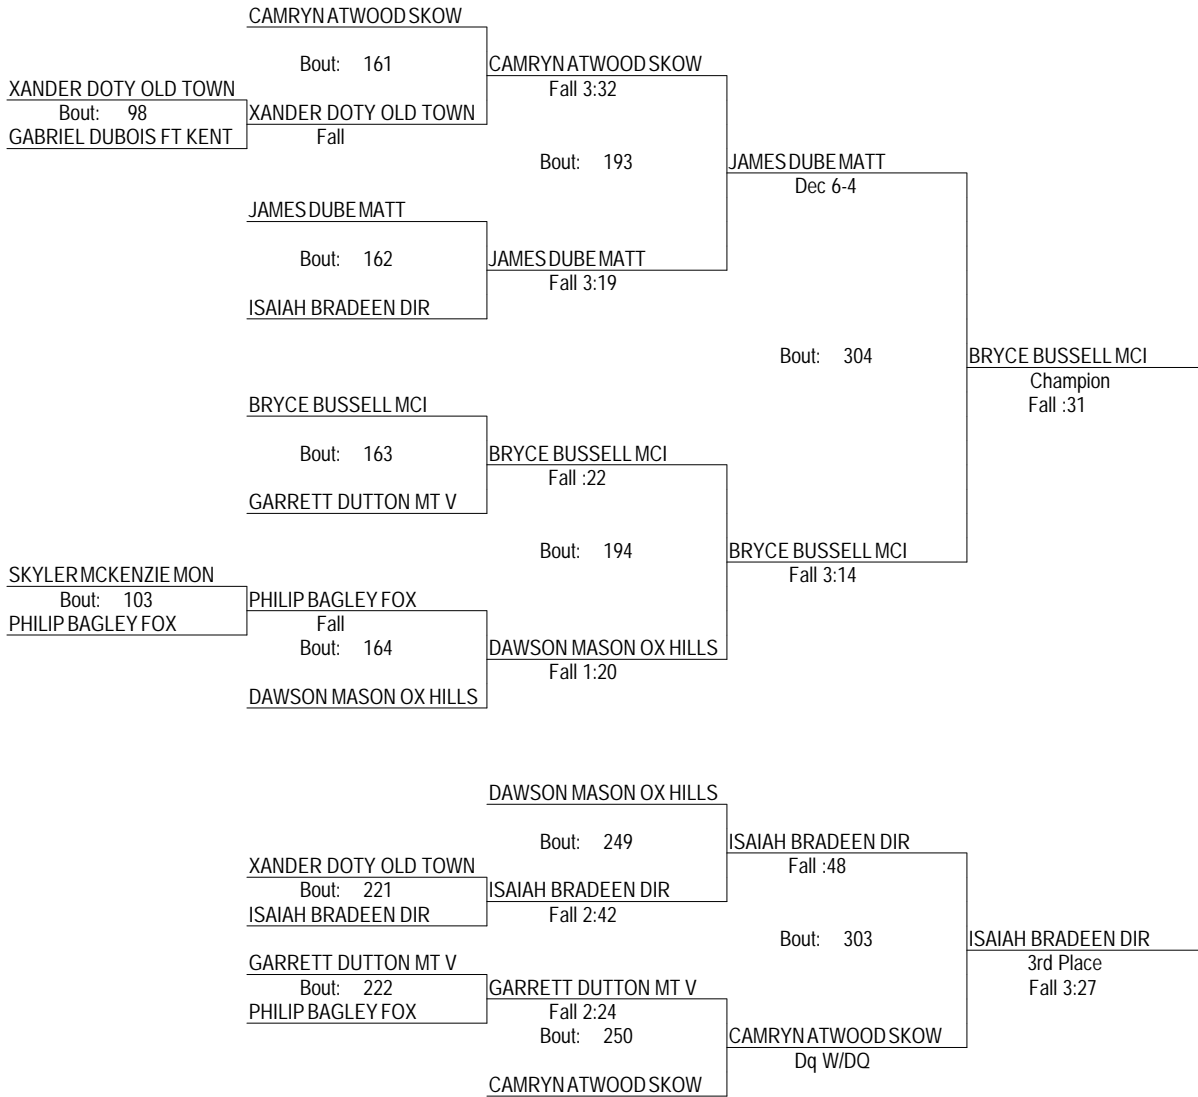 CAMRYN ATWOOD SKOW
Bout: 161
CAMRYN ATWOOD SKOW
XANDER DOTY OLD TOWN
Fall 3:32
Bout: 98
XANDER DOTY OLD TOWN
GABRIEL DUBOIS FT KENT
Fall
Bout: 193
JAMES DUBE MATT
Dec 6-4
JAMES DUBE MATT
Bout: 162
JAMES DUBE MATT
Fall 3:19
ISAIAH BRADEEN DIR
Bout: 304
BRYCE BUSSELL MCI
Champion
Fall :31
BRYCE BUSSELL MCI
Bout: 163
BRYCE BUSSELL MCI
Fall :22
GARRETT DUTTON MT V
Bout: 194
BRYCE BUSSELL MCI
Fall 3:14
SKYLER MCKENZIE MON
Bout: 103
PHILIP BAGLEY FOX
PHILIP BAGLEY FOX
Fall
Bout: 164
DAWSON MASON OX HILLS
Fall 1:20
DAWSON MASON OX HILLS
DAWSON MASON OX HILLS
Bout: 249
ISAIAH BRADEEN DIR
Fall :48
XANDER DOTY OLD TOWN
Bout: 221
ISAIAH BRADEEN DIR
ISAIAH BRADEEN DIR
Fall 2:42
Bout: 303
ISAIAH BRADEEN DIR
3rd Place
Fall 3:27
GARRETT DUTTON MT V
Bout: 222
GARRETT DUTTON MT V
PHILIP BAGLEY FOX
Fall 2:24
Bout: 250
CAMRYN ATWOOD SKOW
Dq W/DQ
CAMRYN ATWOOD SKOW